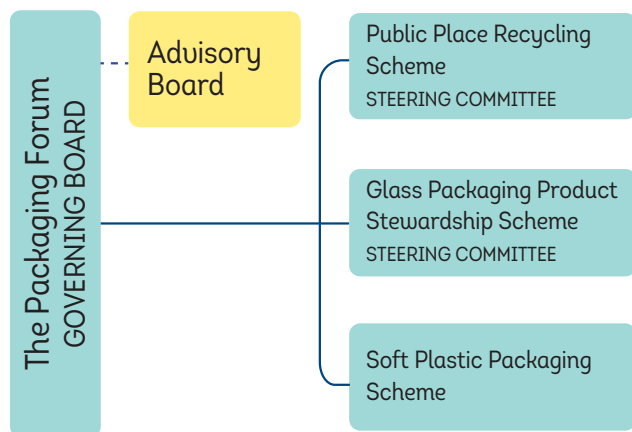 The Packaging Forum
GOVERNING BOARD
Advisory
Board
Public Place Recycling
Scheme
STEERING COMMITTEE
Glass Packaging Product
Stewardship Scheme
STEERING COMMITTEE
Soft Plastic Packaging
Scheme